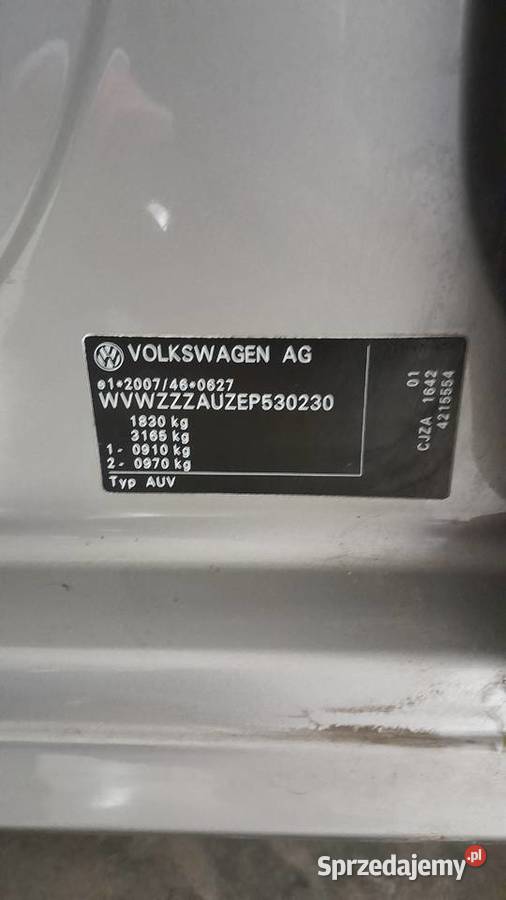 VOLKSWAGEN AG
e1*2007/46*0627
WVWZZZAUZEP530230
1830 kg
3165 kg
1- 0910 kg
2- 0970 kg
Typ AUV
01
CJZA 1642
4215554
Sprzedajemy.pl